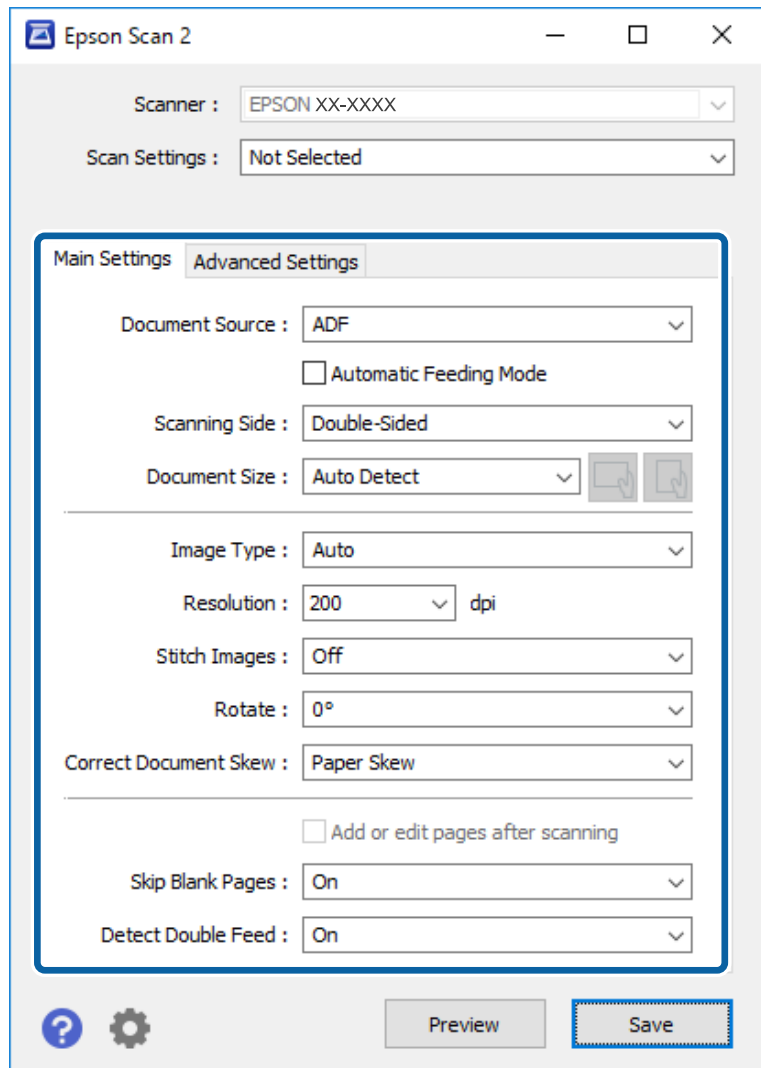 Epson Scan 2
Scanner : EPSON XX-XXXX
Scan Settings : Not Selected
Main Settings Advanced Settings
Document Source : ADF
Automatic Feeding Mode
Scanning Side : Double-Sided
Document Size : Auto Detect
Image Type : Auto
Resolution : 200 dpi
Stitch Images : Off
Rotate : 0°
Correct Document Skew : Paper Skew
Add or edit pages after scanning
Skip Blank Pages : On
Detect Double Feed : On
? Preview Save